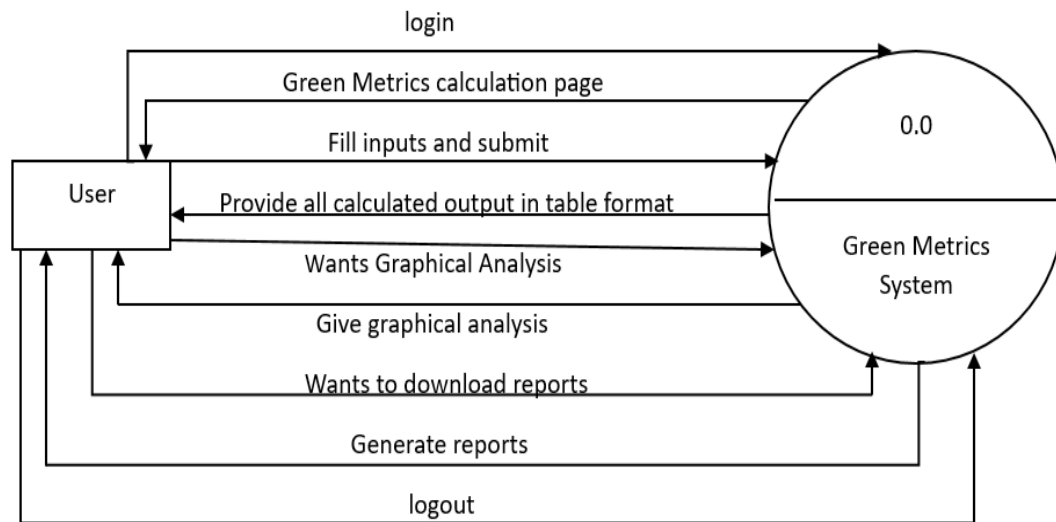 login
Green Metrics calculation page
0.0
Fill inputs and submit
User
Provide all calculated output in table format
Green Metrics
System
Wants Graphical Analysis
Give graphical analysis
Wants to download reports
Generate reports
logout